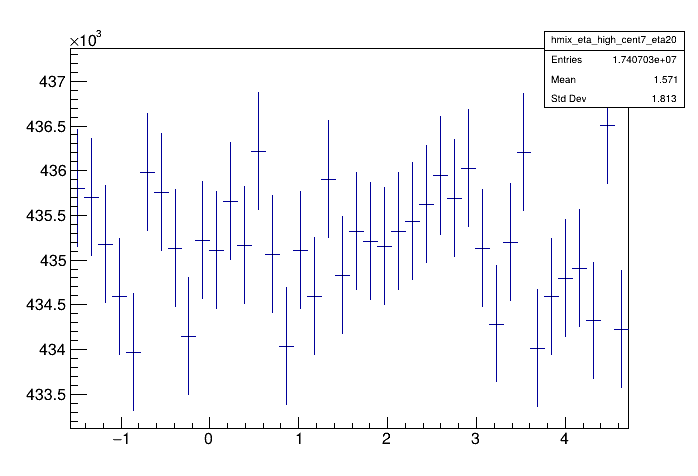 ×10³
hmix_eta_high_cent7_eta20
Entries 1.740703e+07
Mean 1.571
Std Dev 1.813
437
436.5
436
435.5
435
434.5
434
433.5
−1 0 1 2 3 4